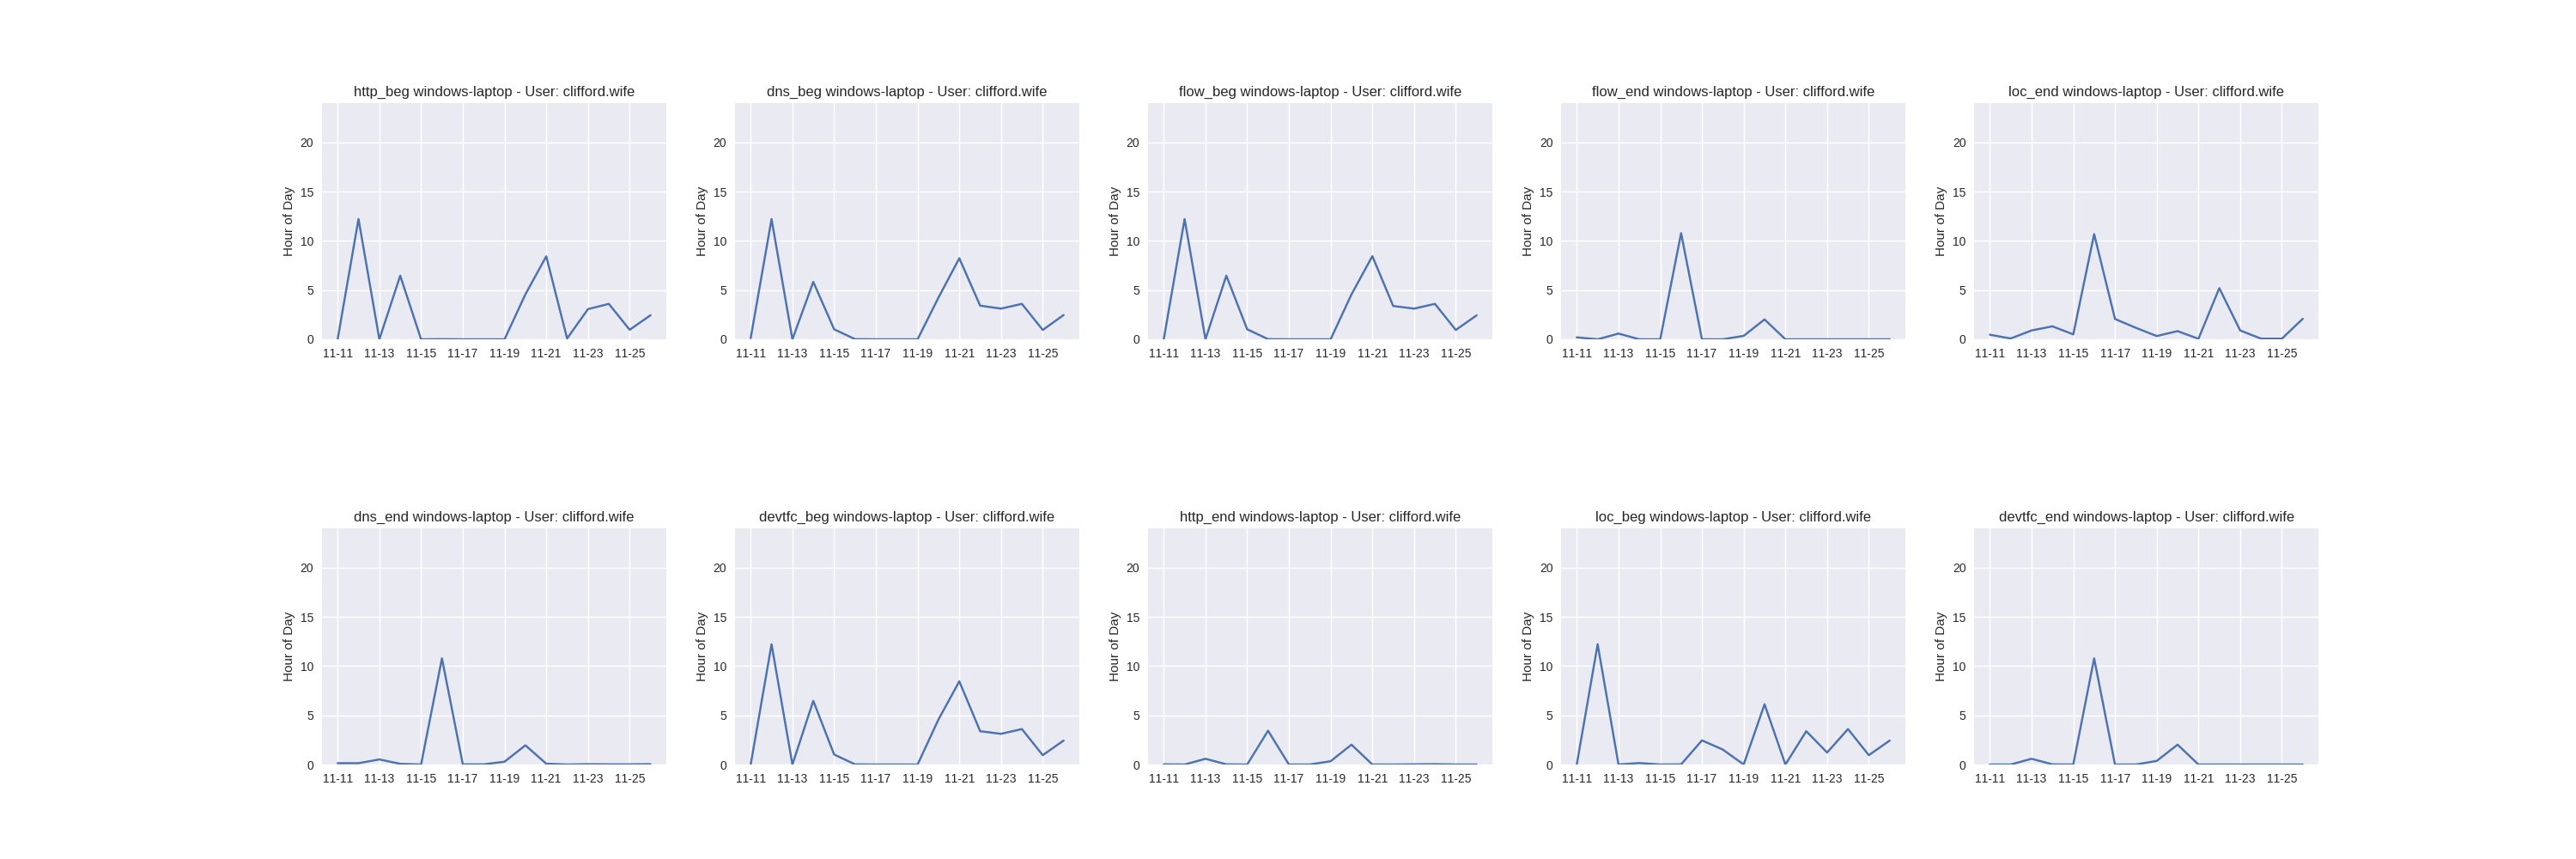 http_beg windows-laptop - User: clifford.wife
Hour of Day
20
15
10
5
0
11-11 11-13 11-15 11-17 11-19 11-21 11-23 11-25
dns_beg windows-laptop - User: clifford.wife
Hour of Day
20
15
10
5
0
11-11 11-13 11-15 11-17 11-19 11-21 11-23 11-25
flow_beg windows-laptop - User: clifford.wife
Hour of Day
20
15
10
5
0
11-11 11-13 11-15 11-17 11-19 11-21 11-23 11-25
flow_end windows-laptop - User: clifford.wife
Hour of Day
20
15
10
5
0
11-11 11-13 11-15 11-17 11-19 11-21 11-23 11-25
loc_end windows-laptop - User: clifford.wife
Hour of Day
20
15
10
5
0
11-11 11-13 11-15 11-17 11-19 11-21 11-23 11-25
dns_end windows-laptop - User: clifford.wife
Hour of Day
20
15
10
5
0
11-11 11-13 11-15 11-17 11-19 11-21 11-23 11-25
devtfc_beg windows-laptop - User: clifford.wife
Hour of Day
20
15
10
5
0
11-11 11-13 11-15 11-17 11-19 11-21 11-23 11-25
http_end windows-laptop - User: clifford.wife
Hour of Day
20
15
10
5
0
11-11 11-13 11-15 11-17 11-19 11-21 11-23 11-25
loc_beg windows-laptop - User: clifford.wife
Hour of Day
20
15
10
5
0
11-11 11-13 11-15 11-17 11-19 11-21 11-23 11-25
devtfc_end windows-laptop - User: clifford.wife
Hour of Day
20
15
10
5
0
11-11 11-13 11-15 11-17 11-19 11-21 11-23 11-25